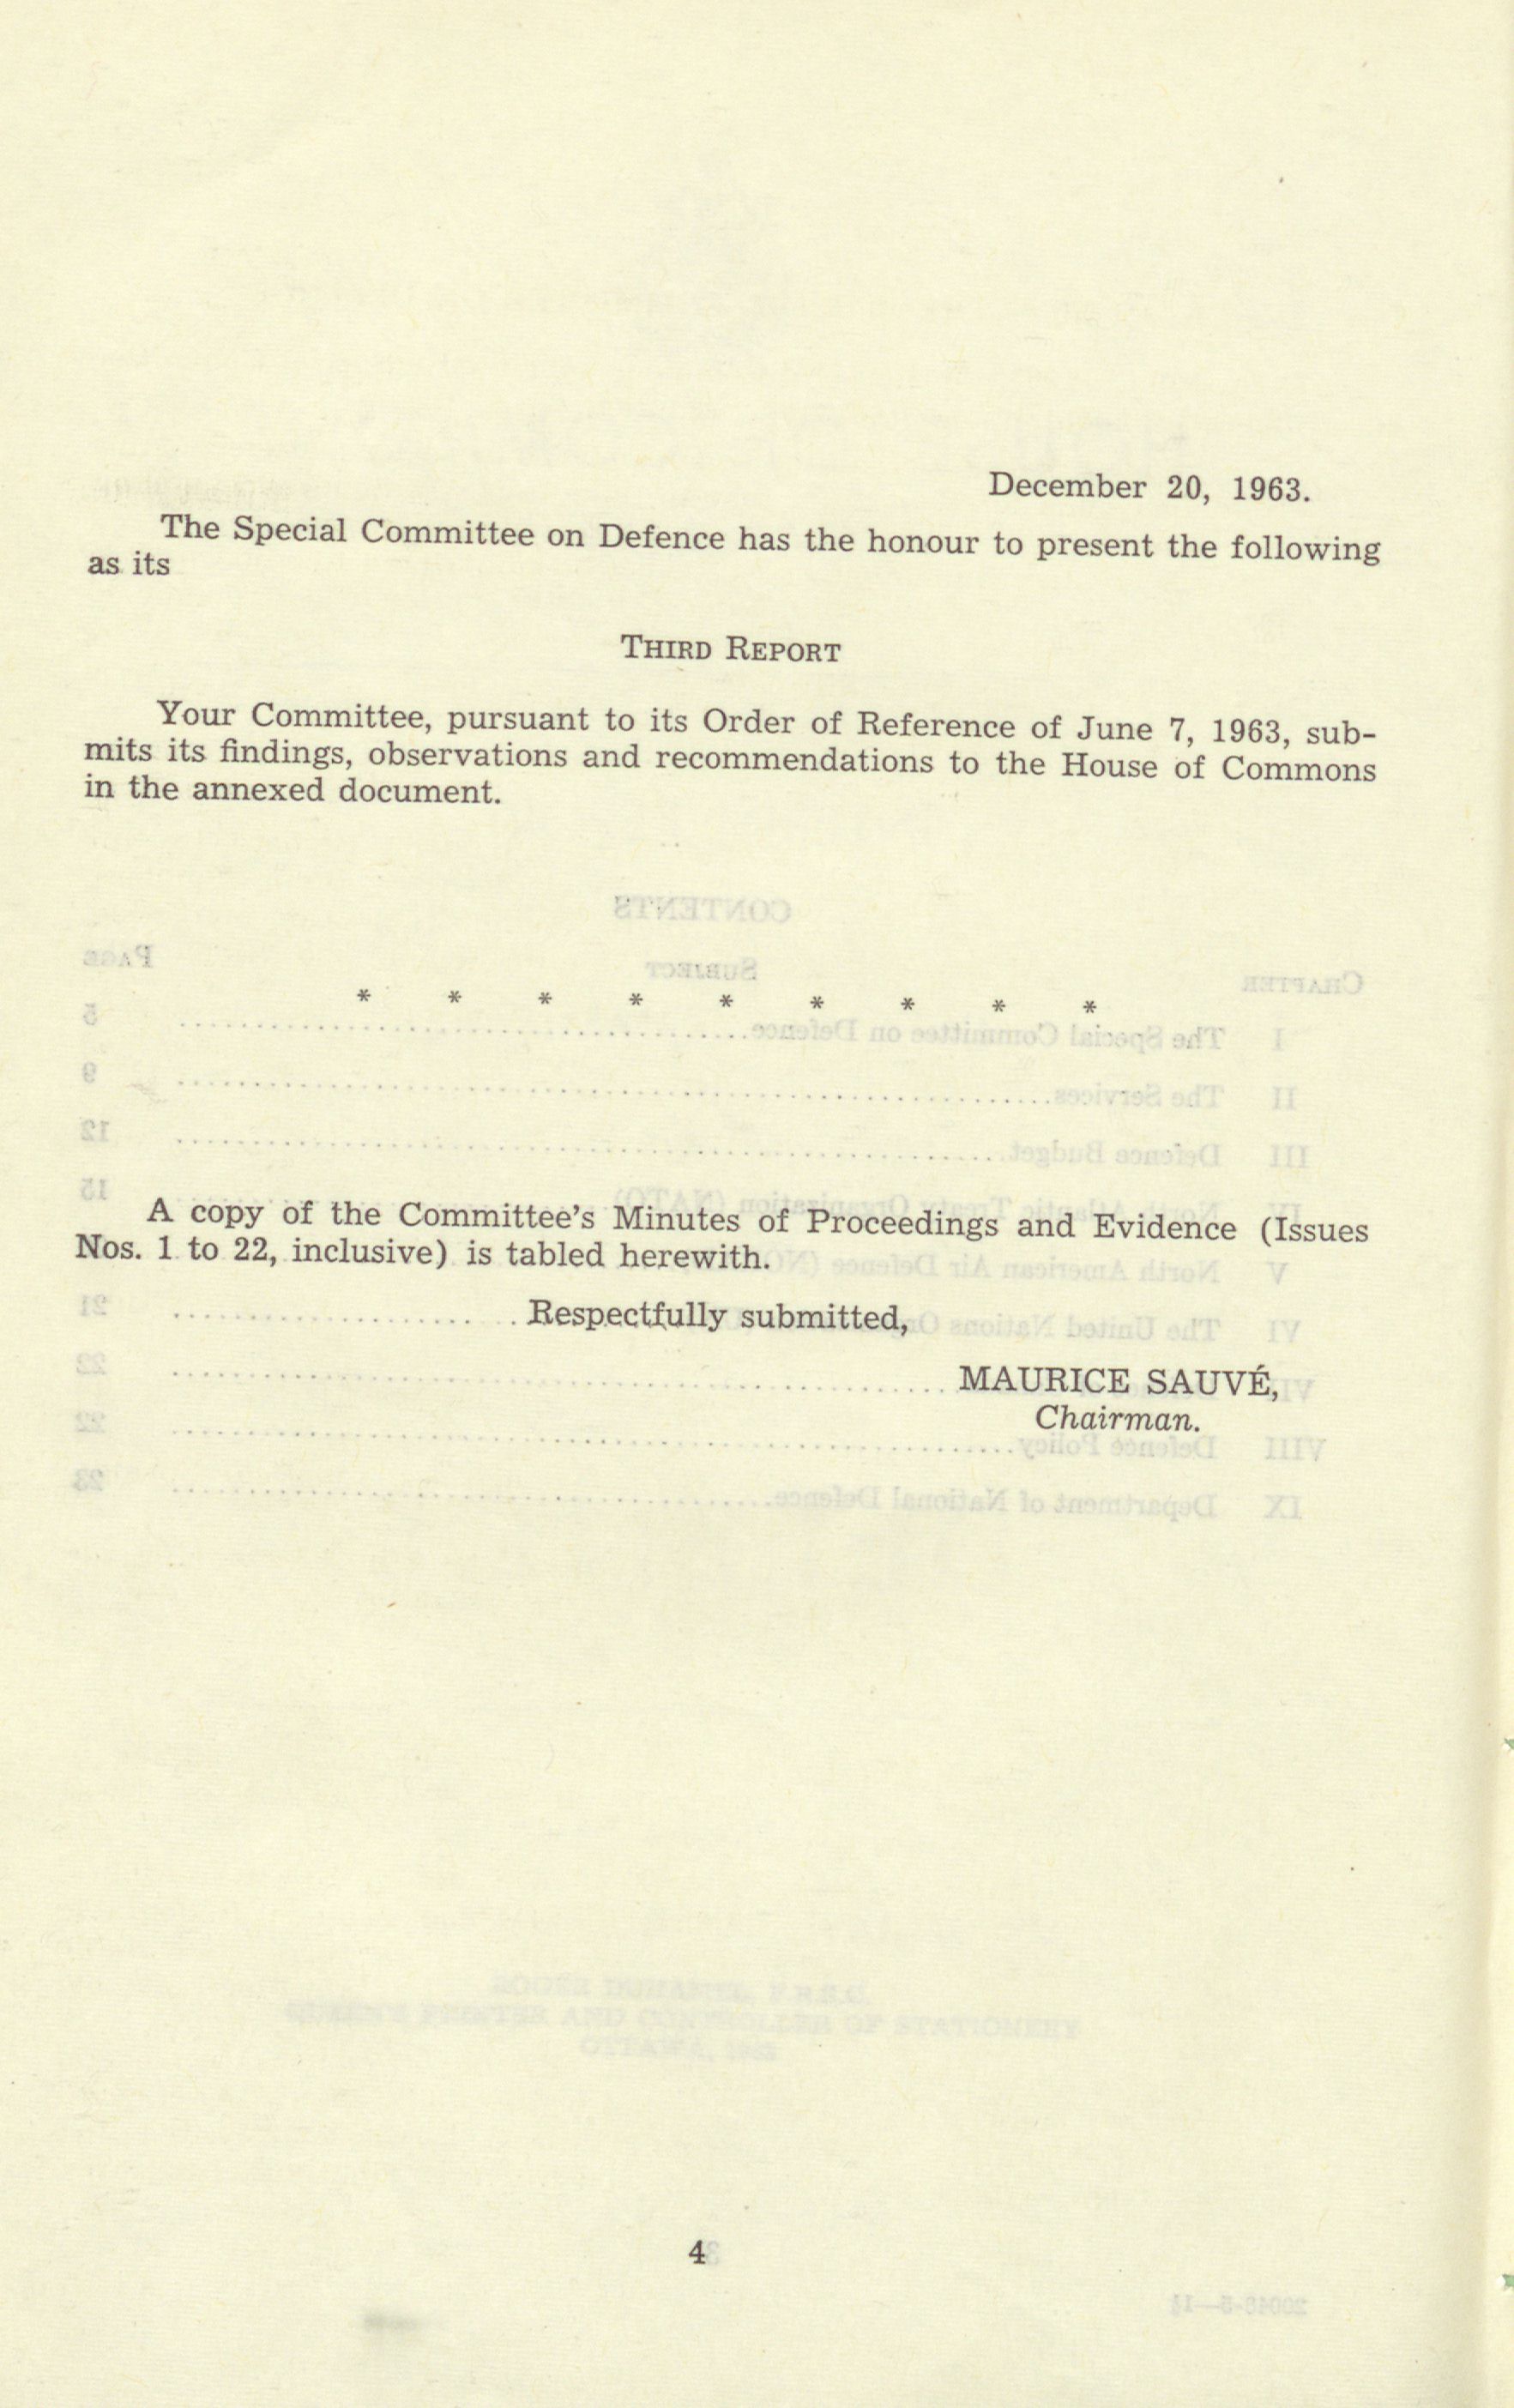 December 20, 1963.
The Special Committee on Defence has the honour to present the following
as its
THIRD REPORT
Your Committee, pursuant to its Order of Reference of June 7, 1963, sub-
mits its findings, observations and recommendations to the House of Commons
in the annexed document.
* * * * * * * * *
A copy of the Committee's Minutes of Proceedings and Evidence (Issues
Nos. 1 to 22, inclusive) is tabled herewith.
Respectfully submitted,
MAURICE SAUVÉ,
Chairman.
4